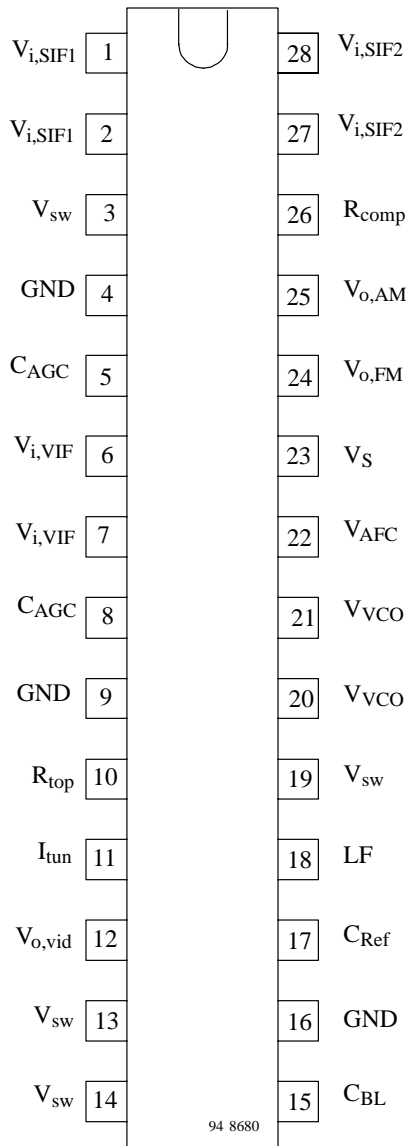 V_i,SIF1 1 28 V_i,SIF2
V_i,SIF1 2 27 V_i,SIF2
V_sw 3 26 R_comp
GND 4 25 V_o,AM
C_AGC 5 24 V_o,FM
V_i,VIF 6 23 V_S
V_i,VIF 7 22 V_AFC
C_AGC 8 21 V_VCO
GND 9 20 V_VCO
R_top 10 19 V_sw
I_tun 11 18 LF
V_o,vid 12 17 C_Ref
V_sw 13 16 GND
V_sw 14 15 C_BL
94 8680